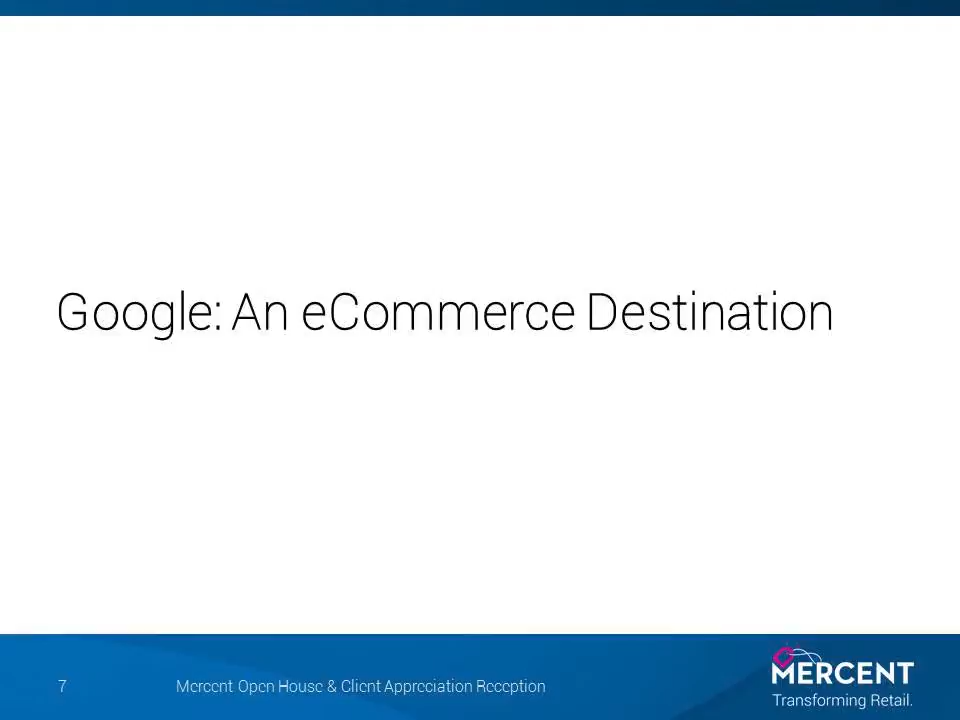 Google: An eCommerce Destination
7
Mercent Open House & Client Appreciation Reception
MERCENT
Transforming Retail.